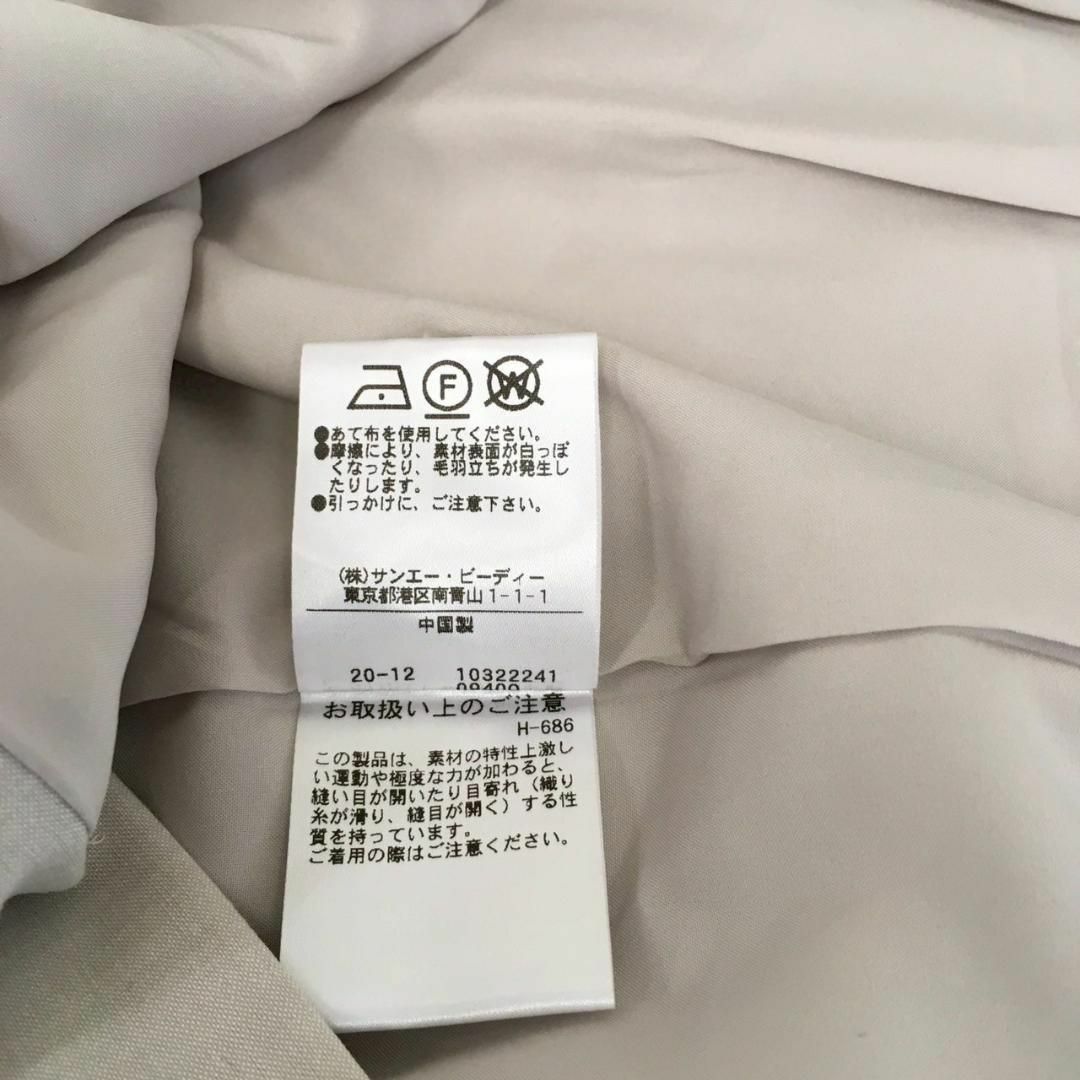 F W
●あて布を使用してください。
●摩擦により、素材表面が白っぽ
くなったり、毛羽立ちが発生し
たりします。
●引っかけに、ご注意下さい。
(株)サンエー・ビーディー
東京都港区南青山1-1-1
中国製
20-12 10322241
09400
お取扱い上のご注意
H-686
この製品は、素材の特性上激し
い運動や極度な力が加わると、
縫い目が開いたり目寄れ（織り
糸が滑り、縫目が開く）する性
質を持っています。
ご着用の際はご注意ください。